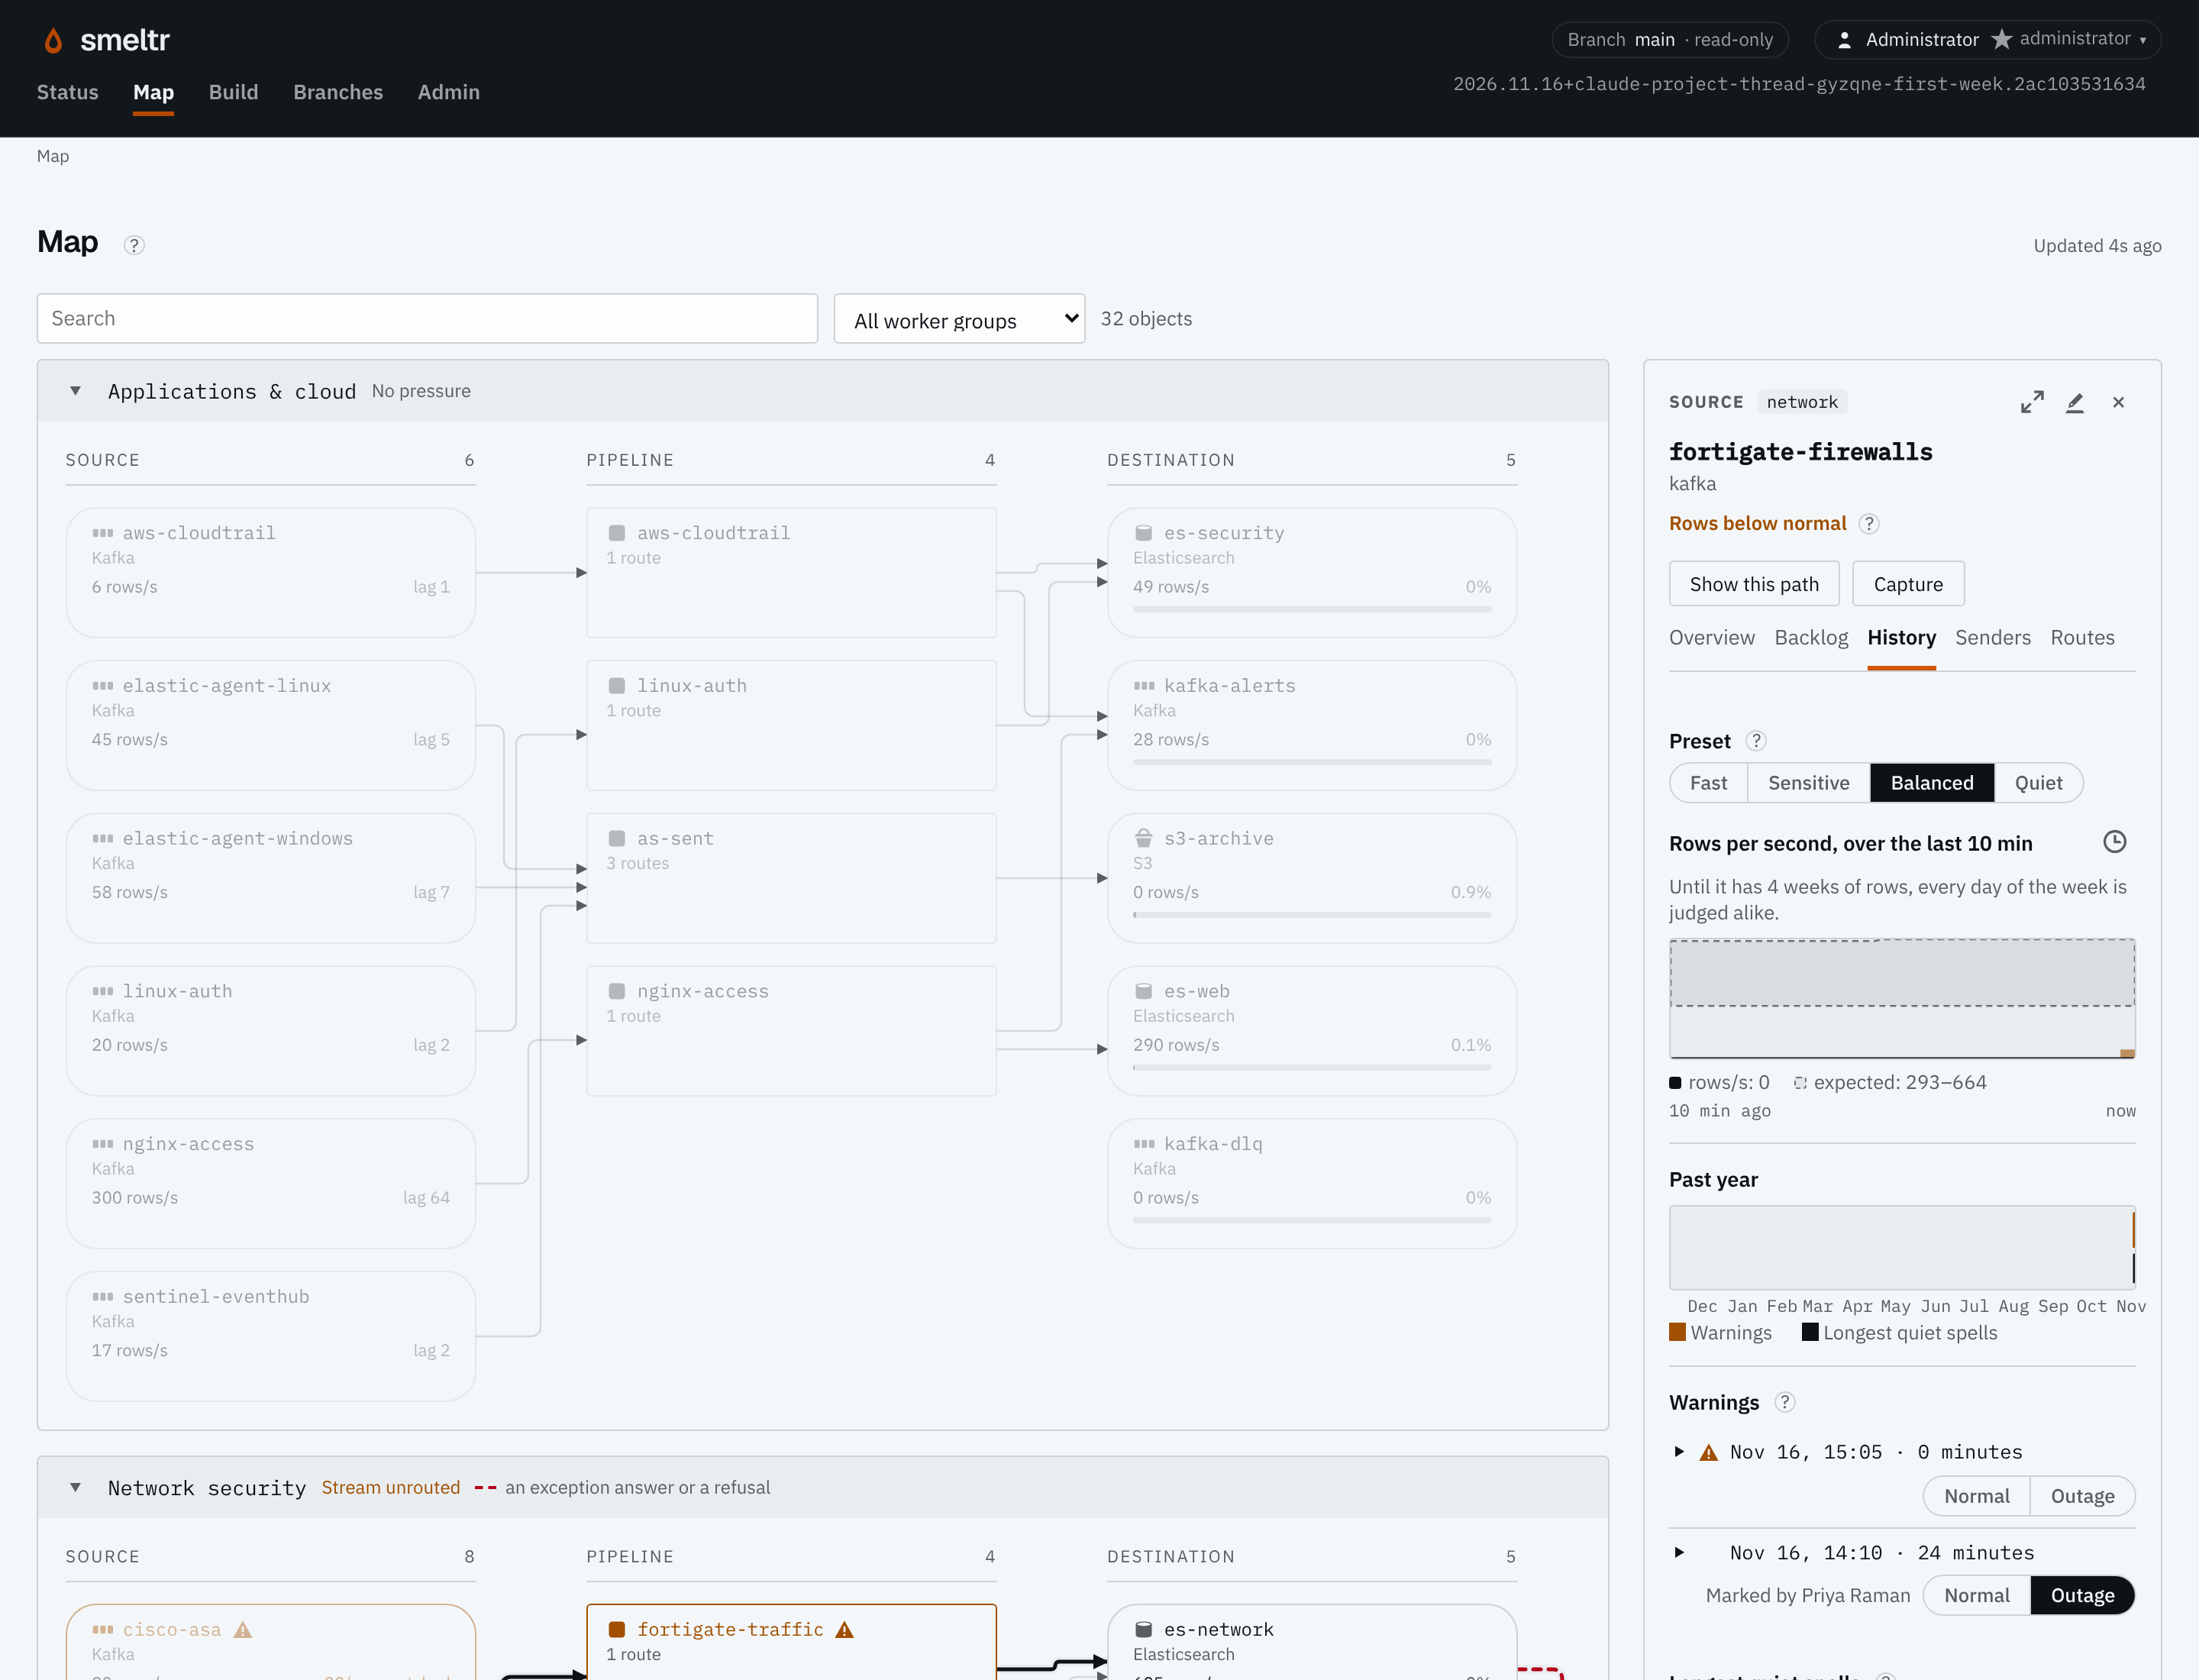 smeltr
Branch main · read-only
Administrator administrator ▾
Status Map Build Branches Admin
2026.11.16+claude-project-thread-gyzqne-first-week.2ac103531634
Map
Map ?
Updated 4s ago
Search
All worker groups
32 objects
Applications & cloud No pressure
SOURCE 6
PIPELINE 4
DESTINATION 5
aws-cloudtrail
Kafka
6 rows/s lag 1
elastic-agent-linux
Kafka
45 rows/s lag 5
elastic-agent-windows
Kafka
58 rows/s lag 7
linux-auth
Kafka
20 rows/s lag 2
nginx-access
Kafka
300 rows/s lag 64
sentinel-eventhub
Kafka
17 rows/s lag 2
aws-cloudtrail
1 route
linux-auth
1 route
as-sent
3 routes
nginx-access
1 route
es-security
Elasticsearch
49 rows/s 0%
kafka-alerts
Kafka
28 rows/s 0%
s3-archive
S3
0 rows/s 0.9%
es-web
Elasticsearch
290 rows/s 0.1%
kafka-dlq
Kafka
0 rows/s 0%
Network security Stream unrouted an exception answer or a refusal
SOURCE 8
PIPELINE 4
DESTINATION 5
cisco-asa
Kafka
fortigate-traffic
1 route
es-network
Elasticsearch
SOURCE network
fortigate-firewalls
kafka
Rows below normal ?
Show this path
Capture
Overview Backlog History Senders Routes
Preset ?
Fast Sensitive Balanced Quiet
Rows per second, over the last 10 min
Until it has 4 weeks of rows, every day of the week is
judged alike.
rows/s: 0 expected: 293–664
10 min ago now
Past year
Dec Jan Feb Mar Apr May Jun Jul Aug Sep Oct Nov
Warnings Longest quiet spells
Warnings ?
Nov 16, 15:05 · 0 minutes
Normal Outage
Nov 16, 14:10 · 24 minutes
Marked by Priya Raman Normal Outage